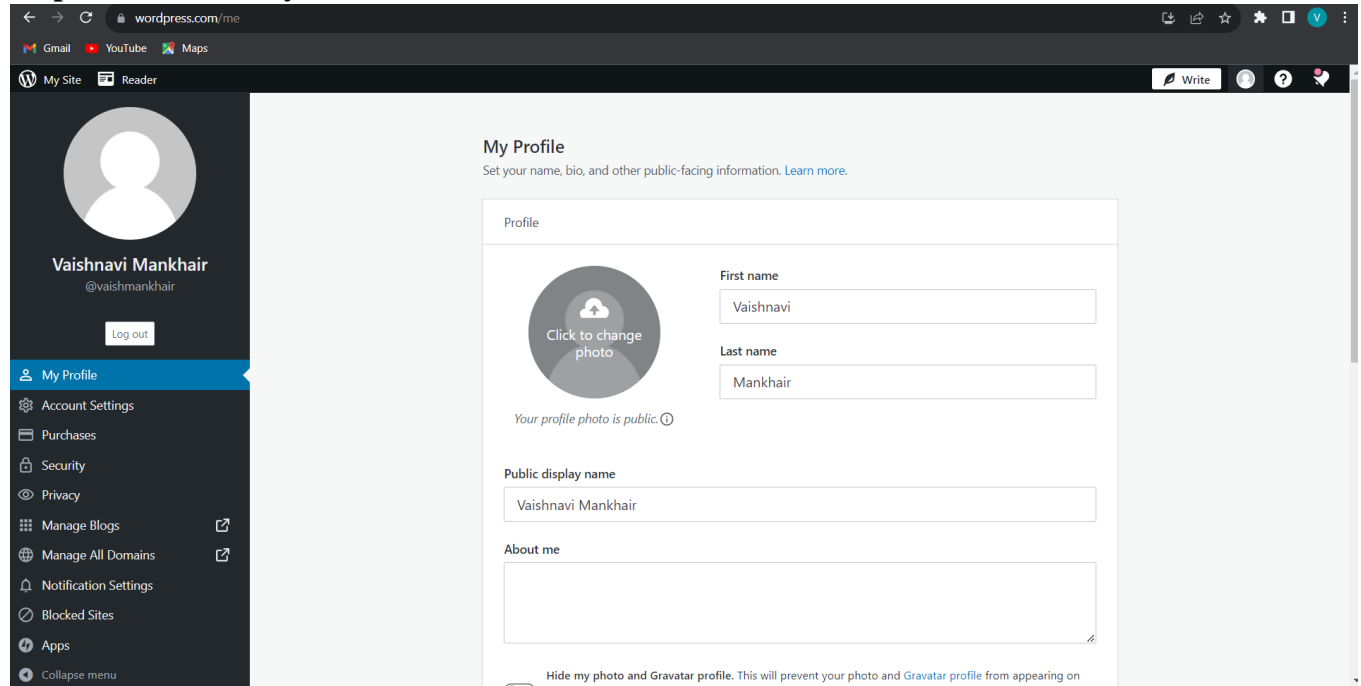 wordpress.com/me
V
Gmail YouTube Maps
My Site Reader
Write
Vaishnavi Mankhair
@vaishmankhair
Log out
My Profile
Account Settings
Purchases
Security
Privacy
Manage Blogs
Manage All Domains
Notification Settings
Blocked Sites
Apps
Collapse menu
My Profile
Set your name, bio, and other public-facing information. Learn more.
Profile
Click to change
photo
Your profile photo is public.
First name
Vaishnavi
Last name
Mankhair
Public display name
Vaishnavi Mankhair
About me
Hide my photo and Gravatar profile. This will prevent your photo and Gravatar profile from appearing on